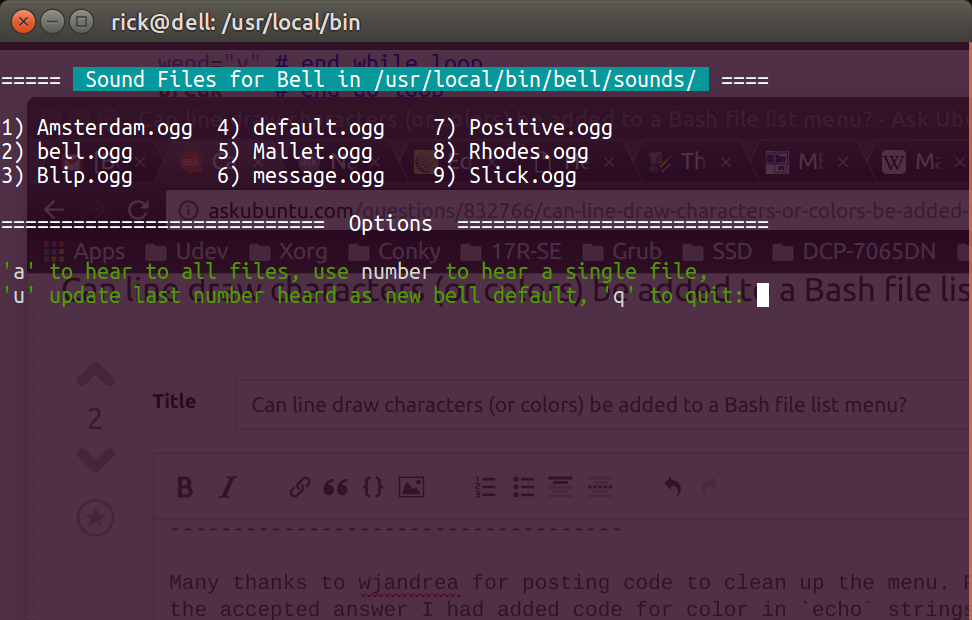 rick@dell: /usr/local/bin
wend="y" # end while loop
===== Sound Files for Bell in /usr/local/bin/bell/sounds/ ====
break # end do loop
Can line draw characters (or colors) be added to a Bash file list menu? - Ask Ubu
1) Amsterdam.ogg 4) default.ogg 7) Positive.ogg
2) bell.ogg 5) Mallet.ogg 8) Rhodes.ogg
3) Blip.ogg 6) message.ogg 9) Slick.ogg
askubuntu.com/questions/832766/can-line-draw-characters-or-colors-be-added-
=========================== Options ==========================
Apps Udev Xorg Conky 17R-SE Grub SSD DCP-7065DN
'a' to hear to all files, use number to hear a single file,
'u' update last number heard as new bell default, 'q' to quit:
Can line draw characters (or colors) be added to a Bash file lis
2
Title
Can line draw characters (or colors) be added to a Bash file list menu?
B I
------------------------------------
Many thanks to wjandrea for posting code to clean up the menu.
the accepted answer I had added code for color in `echo` strings